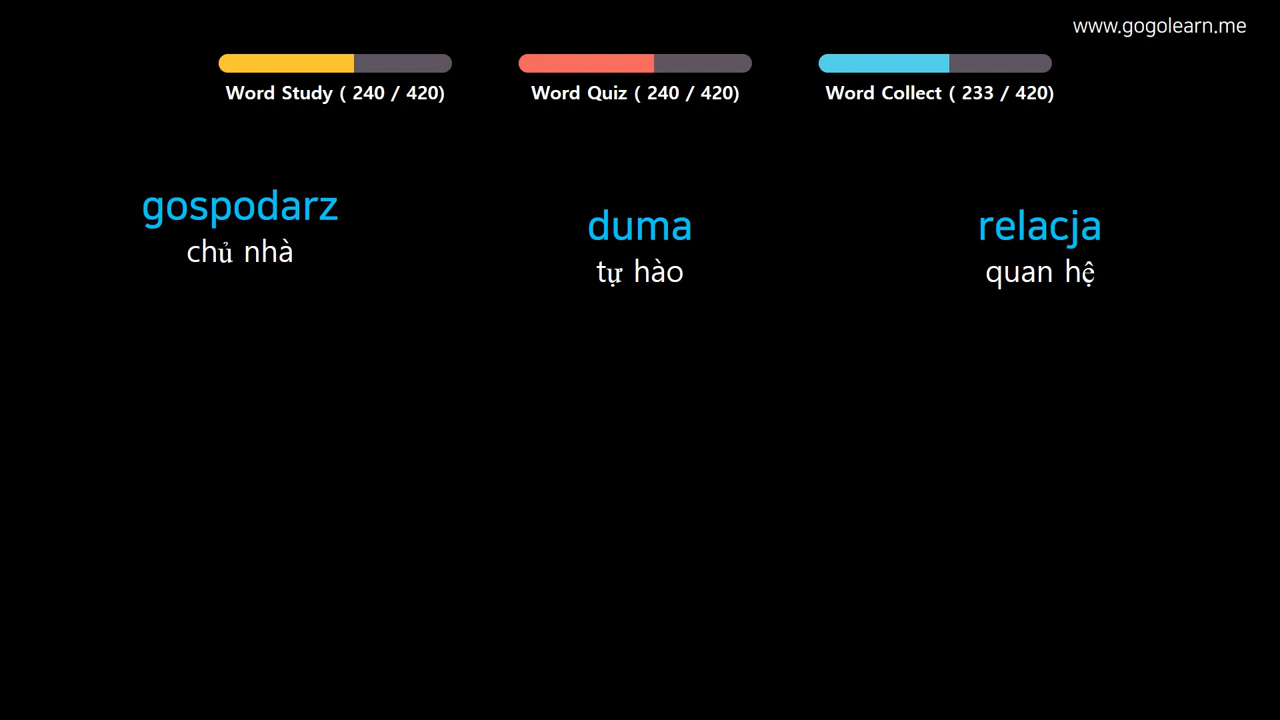 www.gogolearn.me
Word Study ( 240 / 420)
Word Quiz ( 240 / 420)
Word Collect ( 233 / 420)
gospodarz
chủ nhà
duma
tự hào
relacja
quan hệ